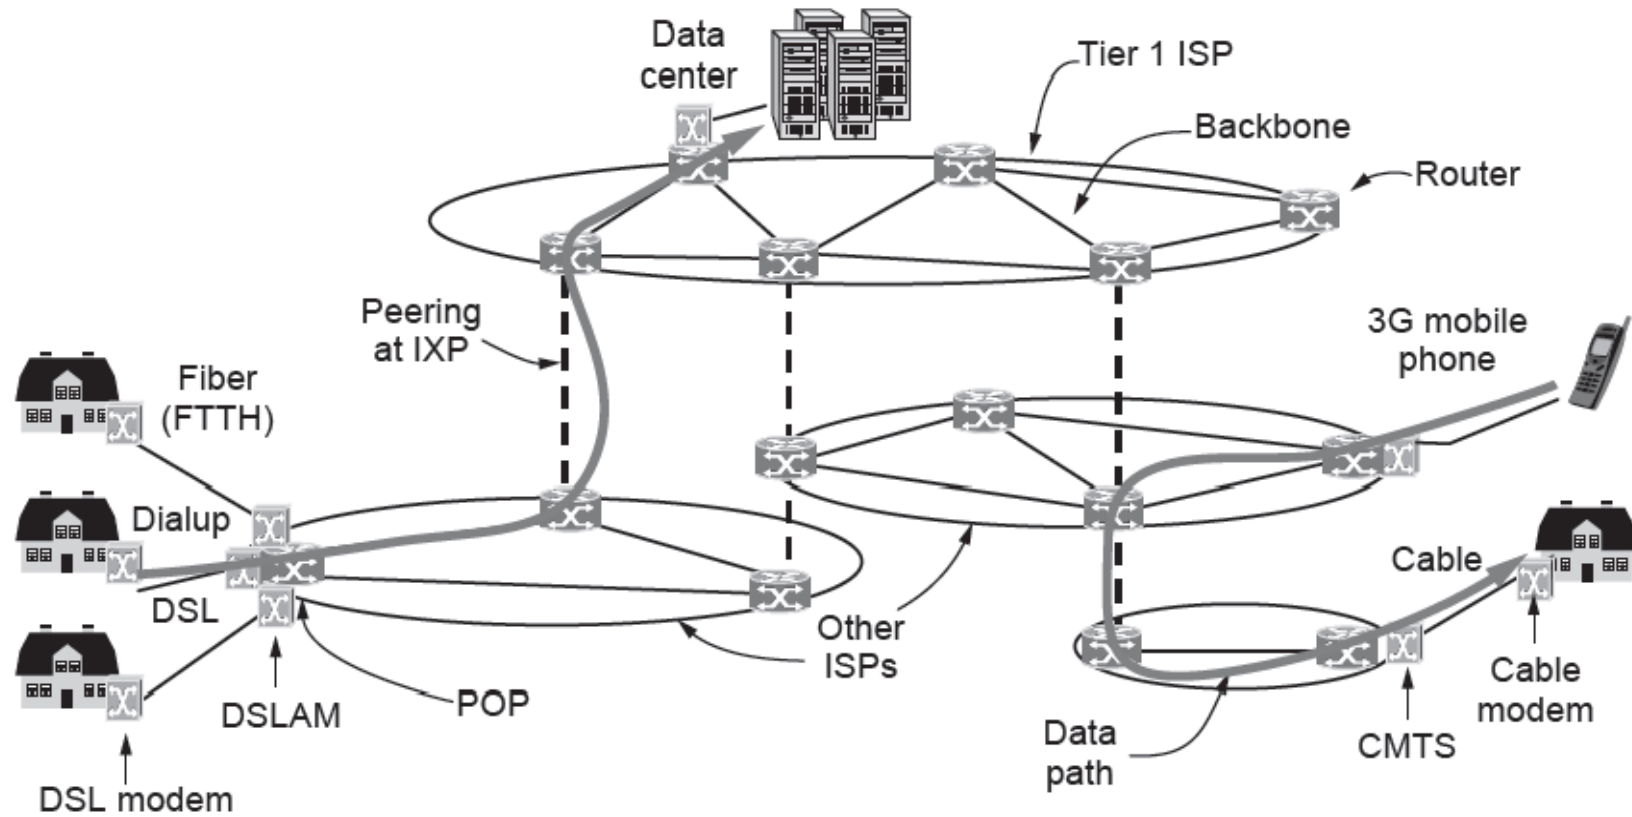 Data
center
Tier 1 ISP
Backbone
Router
Peering
at IXP
3G mobile
phone
Fiber
(FTTH)
Dialup
DSL
Other
ISPs
Cable
POP
DSLAM
DSL modem
Data
path
CMTS
Cable
modem